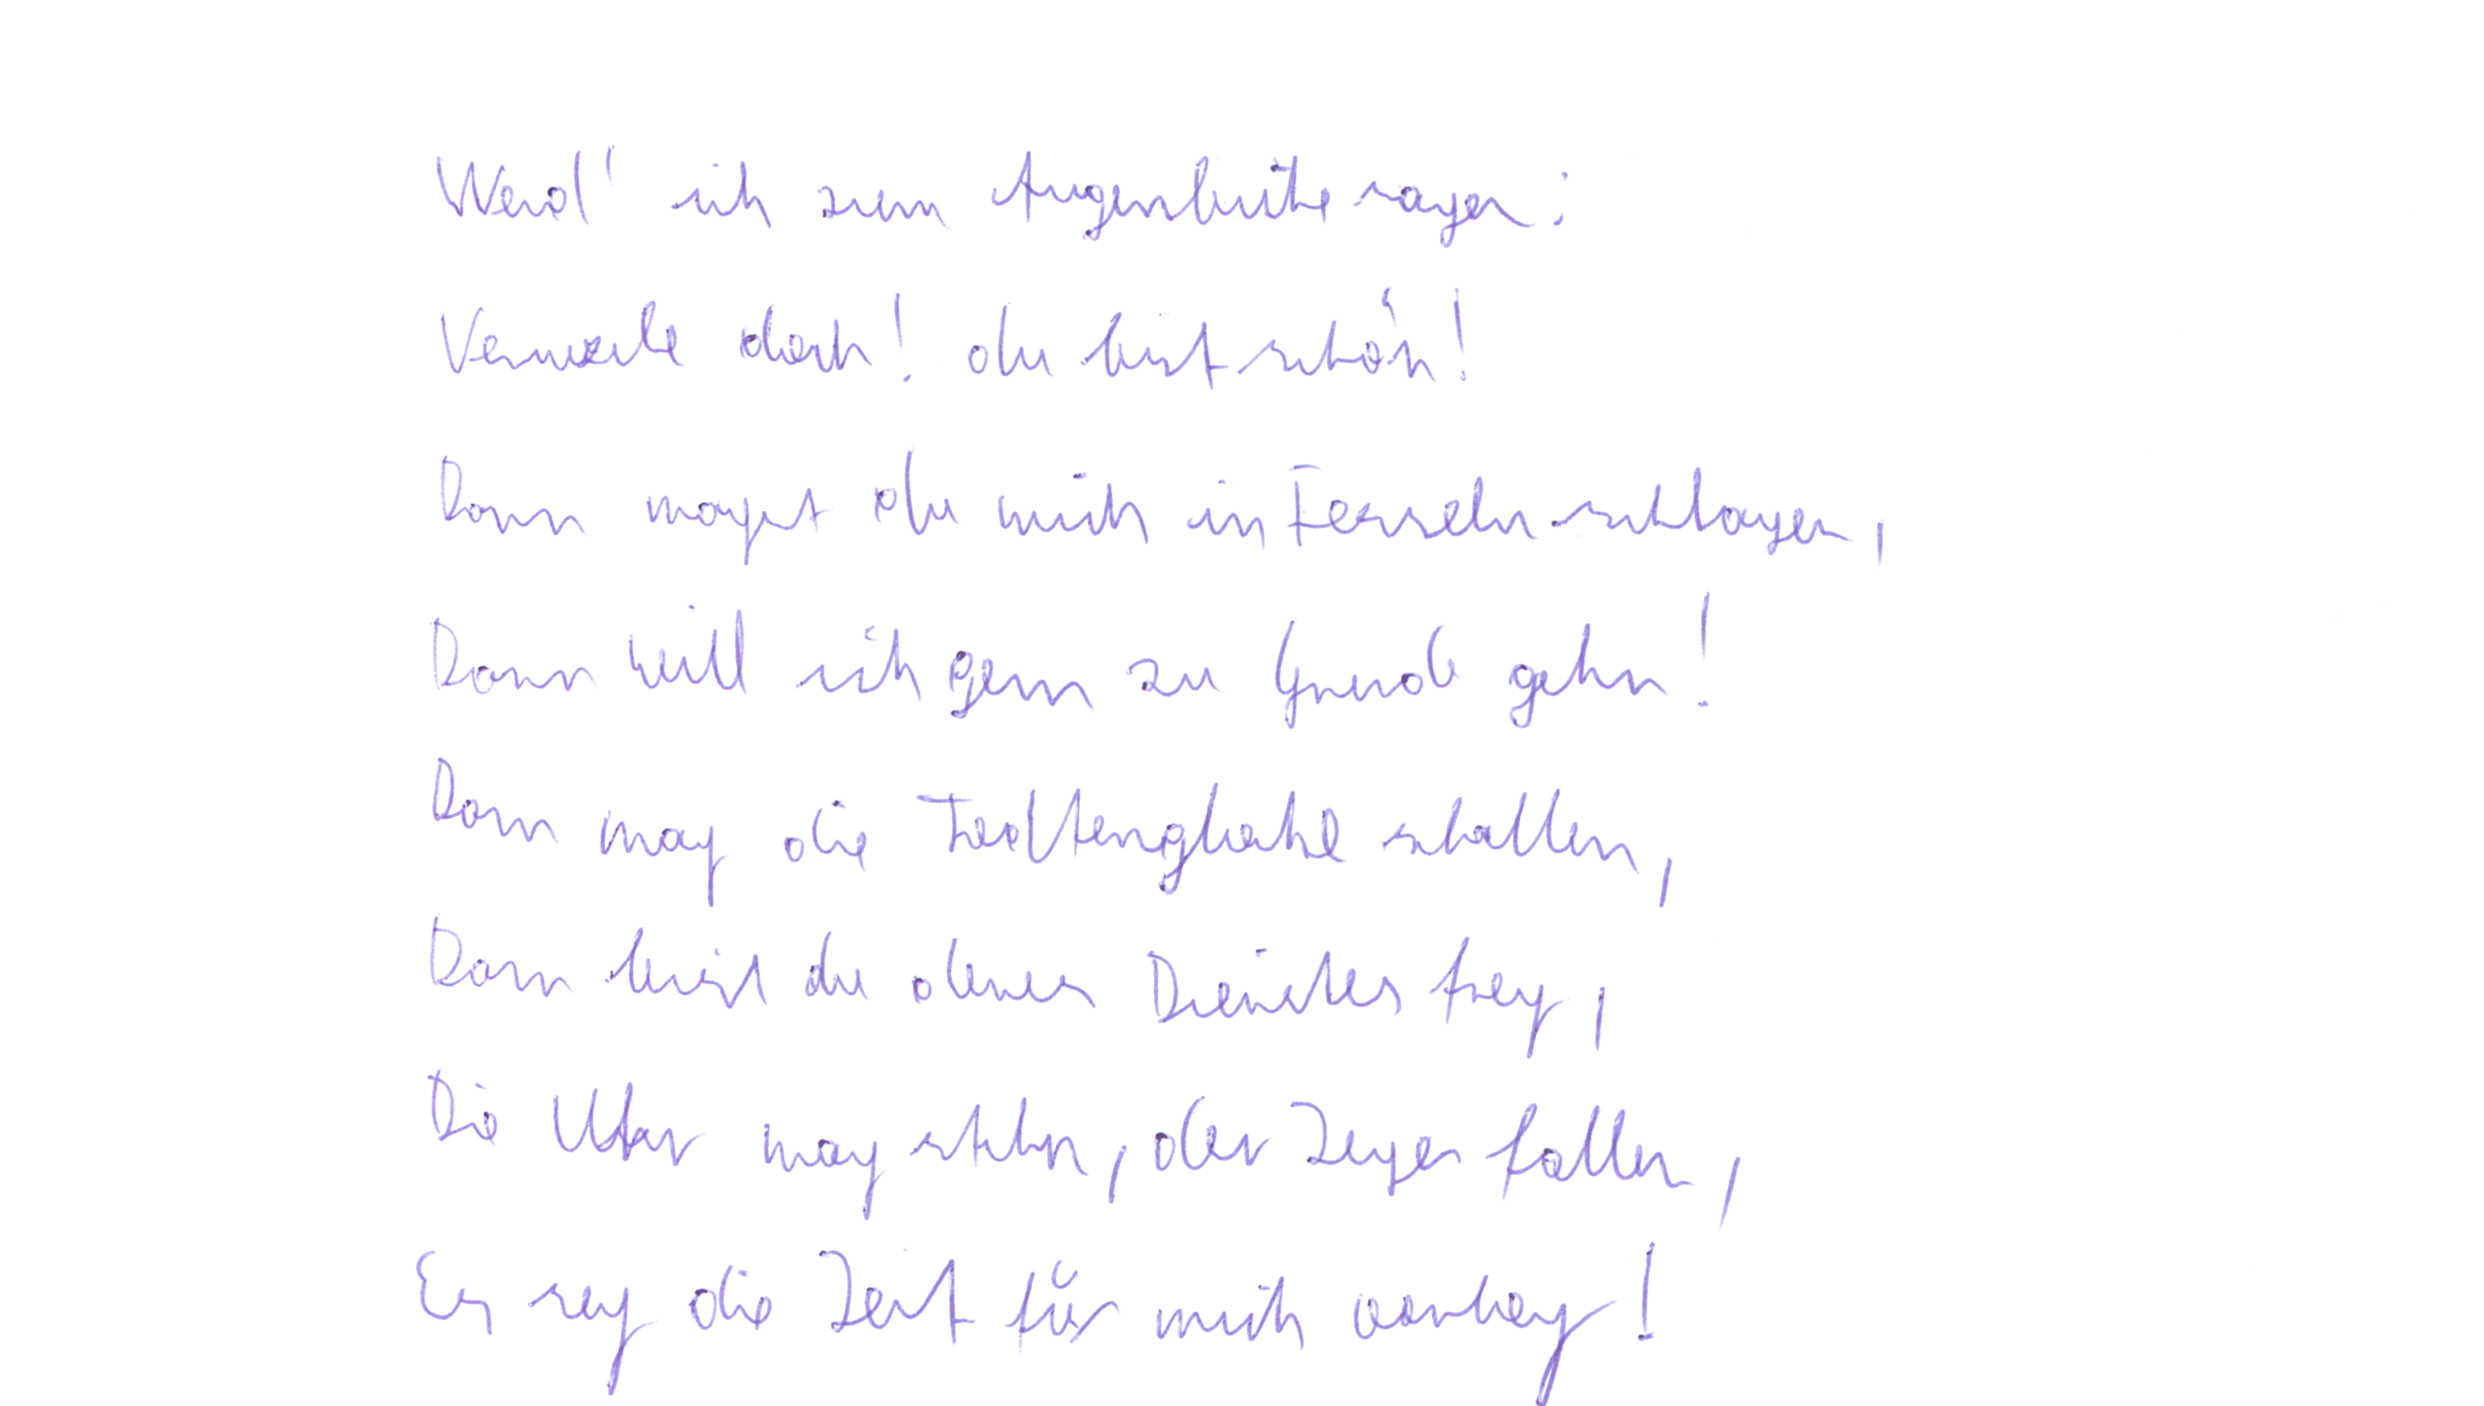 Werd' ich zum Augenblicke sagen:
Verweile doch! du bist schön!
Dann magst du mich in Fesseln schlagen,
Dann will ich gern zu Grunde gehn!
Dann mag die Todtenglocke schallen,
Dann bist du deines Dienstes frey,
Die Uhr mag stehn, der Zeiger fallen,
Es sey die Zeit für mich vorbey!